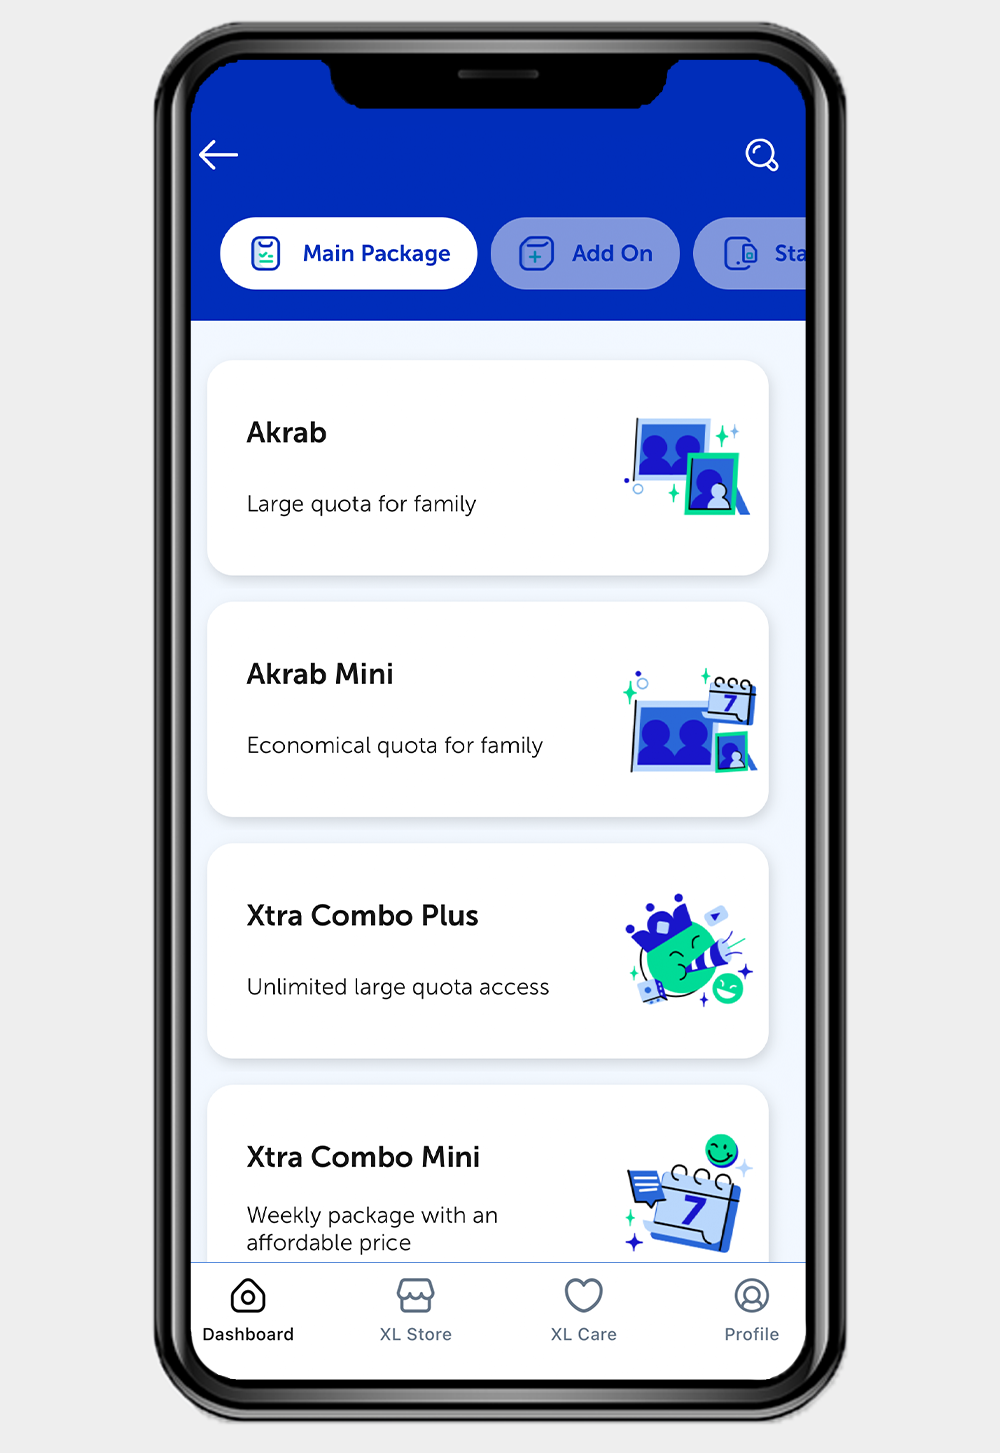 Main Package
Add On
Sta
Akrab
Large quota for family
Akrab Mini
7
Economical quota for family
Xtra Combo Plus
Unlimited large quota access
Xtra Combo Mini
7
Weekly package with an
affordable price
Dashboard
XL Store
XL Care
Profile